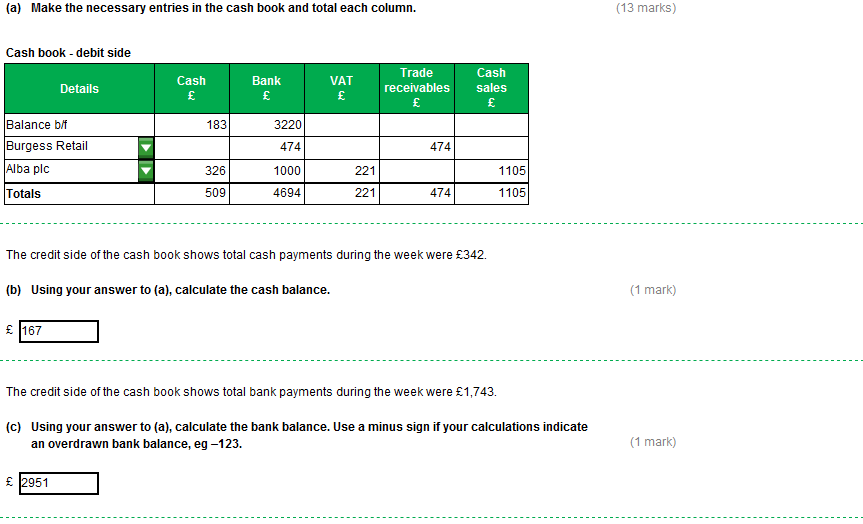 (a) Make the necessary entries in the cash book and total each column. (13 marks)
Cash book - debit side
Details Cash £ Bank £ VAT £ Trade receivables £ Cash sales £
Balance b/f 183 3220
Burgess Retail 474 474
Alba plc 326 1000 221 1105
Totals 509 4694 221 474 1105
The credit side of the cash book shows total cash payments during the week were £342.
(b) Using your answer to (a), calculate the cash balance. (1 mark)
£ 167
The credit side of the cash book shows total bank payments during the week were £1,743.
(c) Using your answer to (a), calculate the bank balance. Use a minus sign if your calculations indicate
an overdrawn bank balance, eg –123. (1 mark)
£ 2951